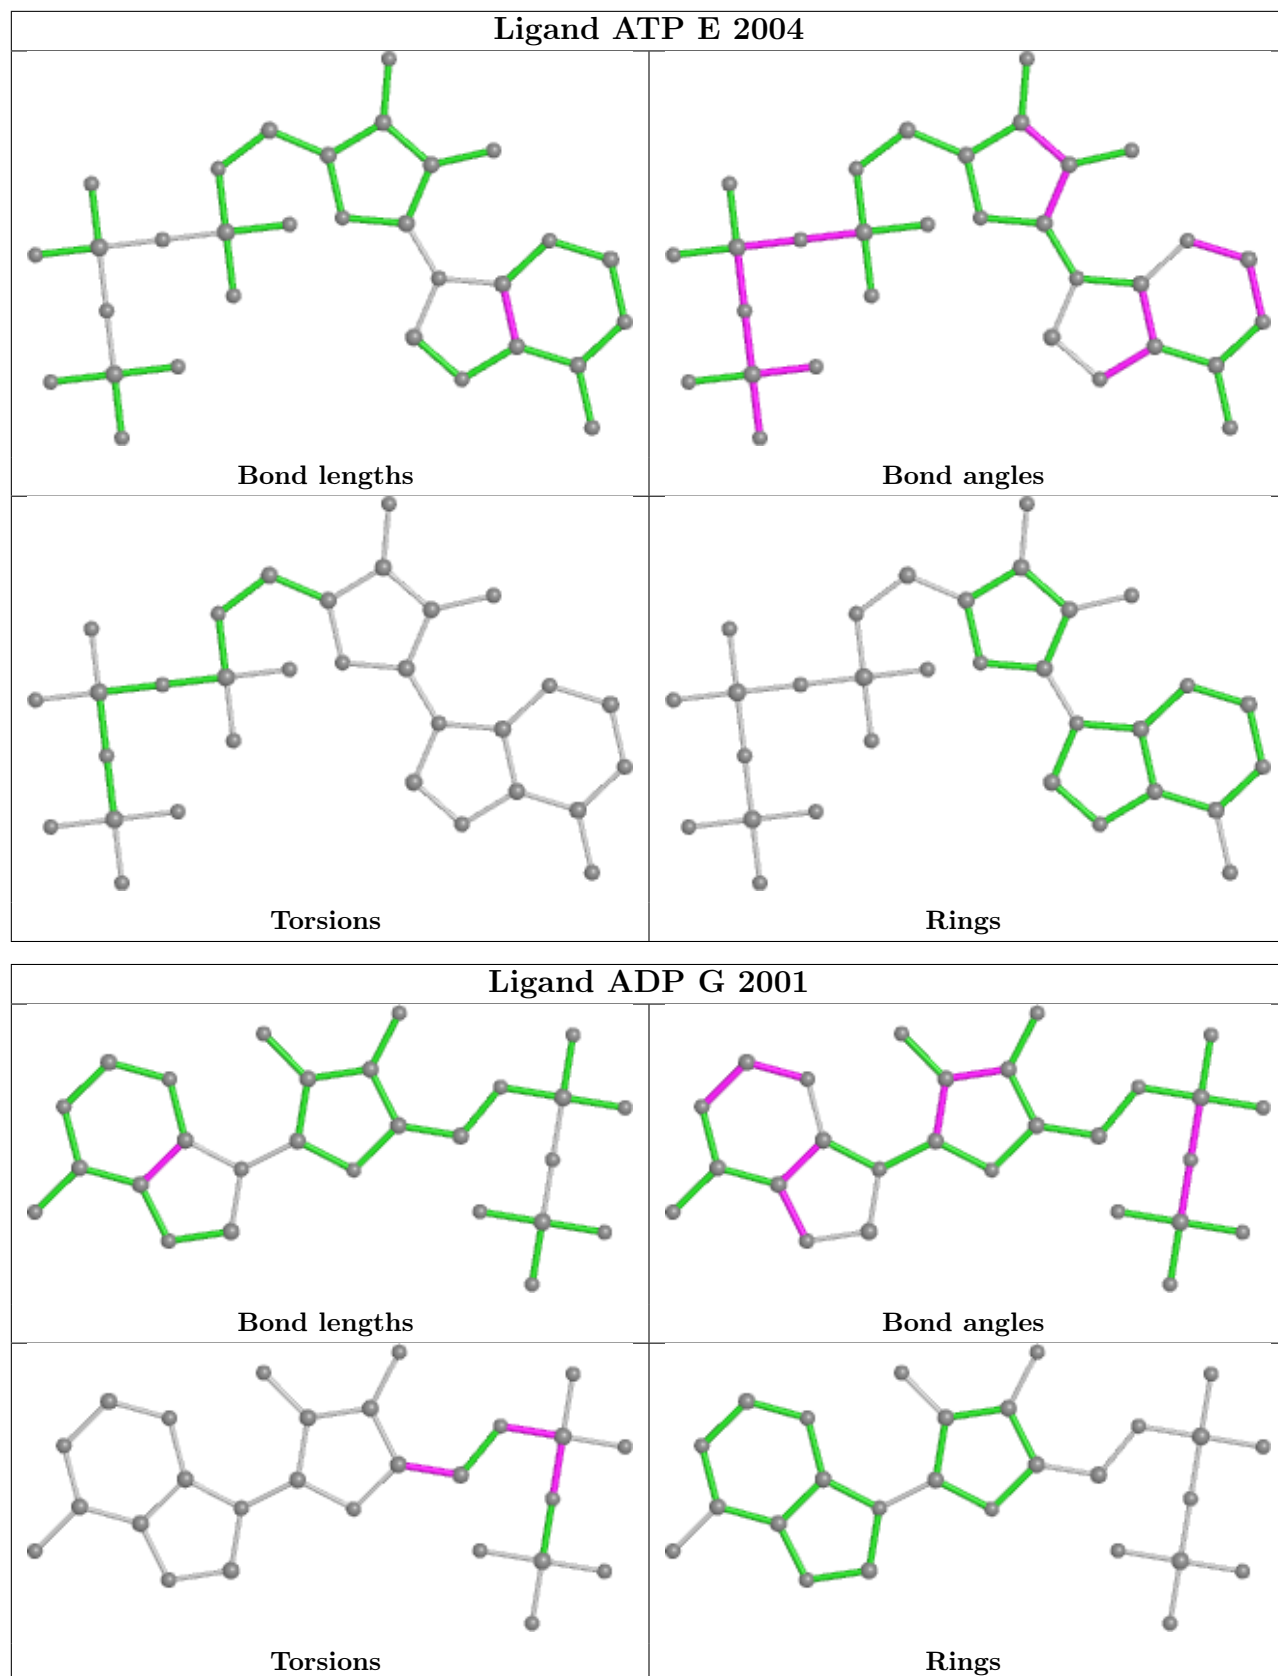 Ligand ATP E 2004
Bond lengths
Bond angles
Torsions
Rings
Ligand ADP G 2001
Bond lengths
Bond angles
Torsions
Rings